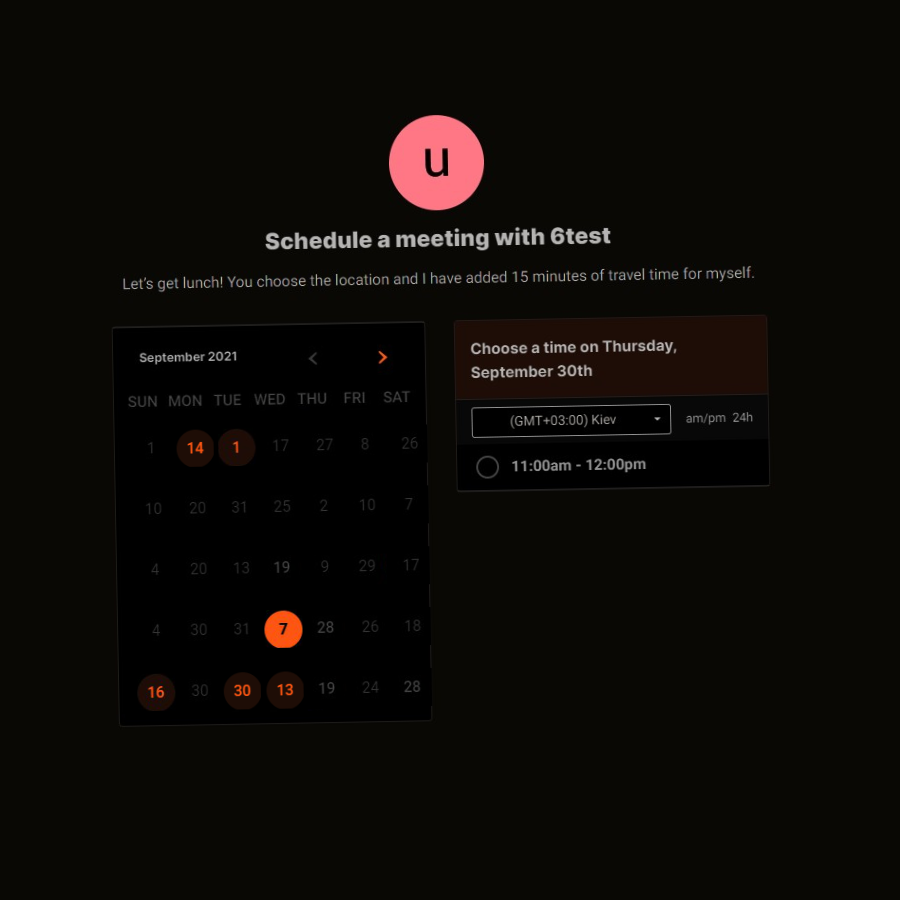 u
Schedule a meeting with 6test
Let's get lunch! You choose the location and I have added 15 minutes of travel time for myself.
September 2021
SUN MON TUE WED THU FRI SAT
1 14 1 17 27 8 26
10 20 31 25 2 10 7
4 20 13 19 9 29 17
4 30 31 7 28 26 18
16 30 30 13 19 24 28
Choose a time on Thursday,
September 30th
(GMT+03:00) Kiev am/pm 24h
11:00am - 12:00pm